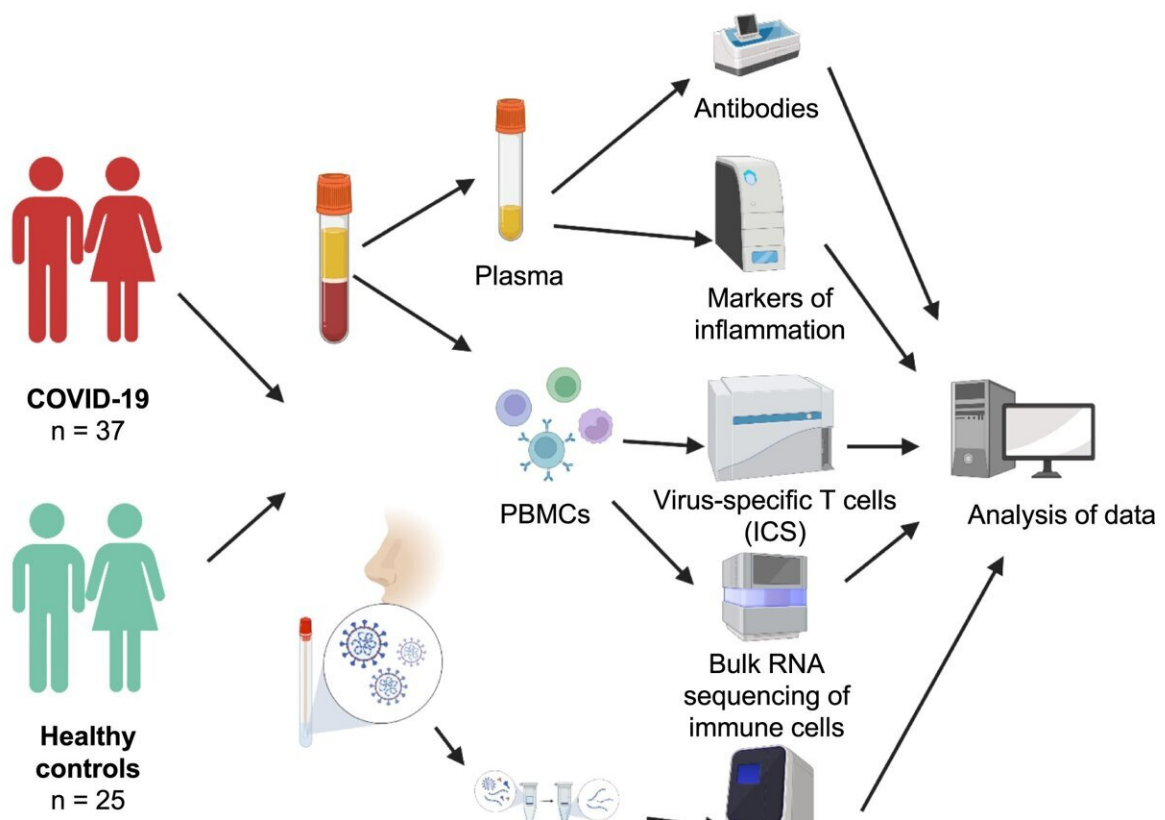 Antibodies
Plasma
Markers of
inflammation
COVID-19
n = 37
PBMCs
Virus-specific T cells
(ICS)
Analysis of data
Bulk RNA
sequencing of
immune cells
Healthy
controls
n = 25